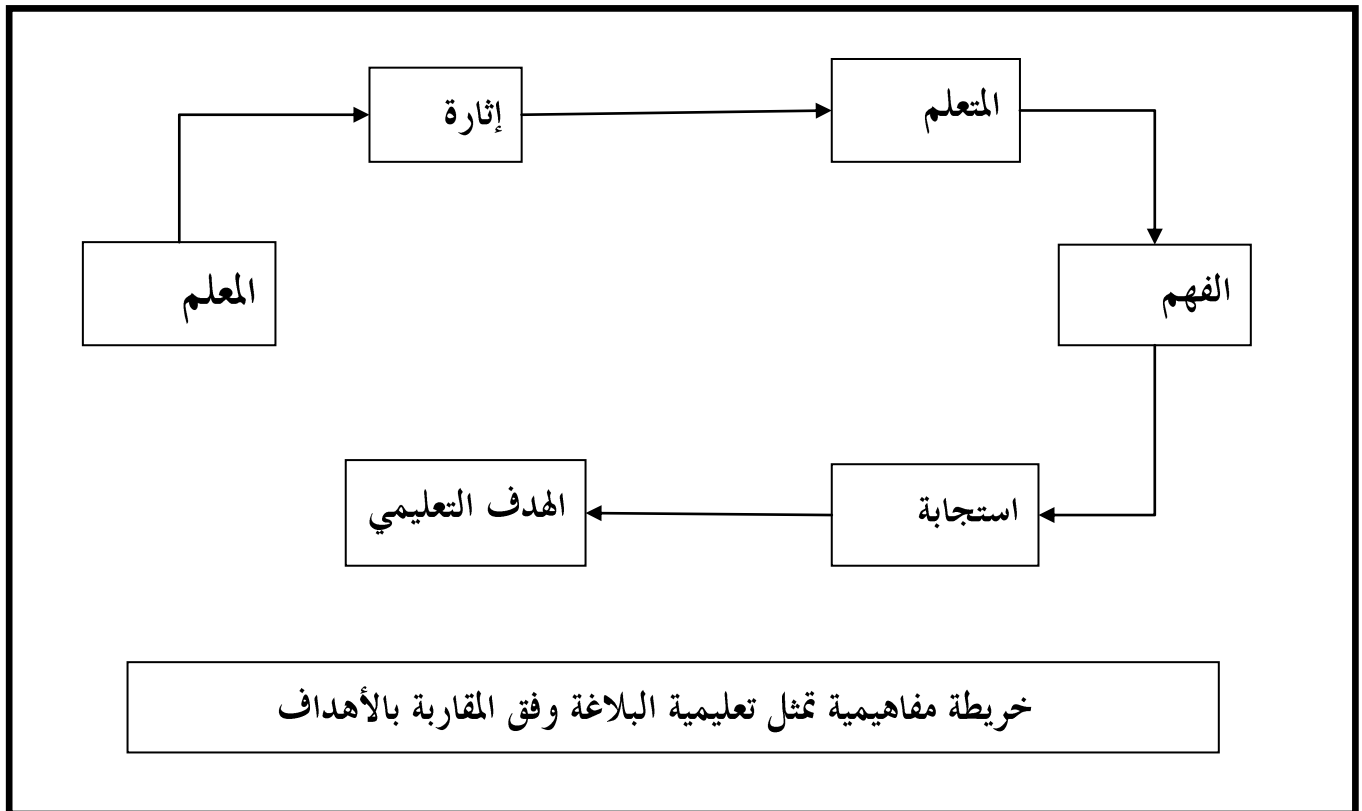 المعلم
إثارة
المتعلم
الفهم
استجابة
الهدف التعليمي
خريطة مفاهيمية تمثل تعليمية البلاغة وفق المقاربة بالأهداف